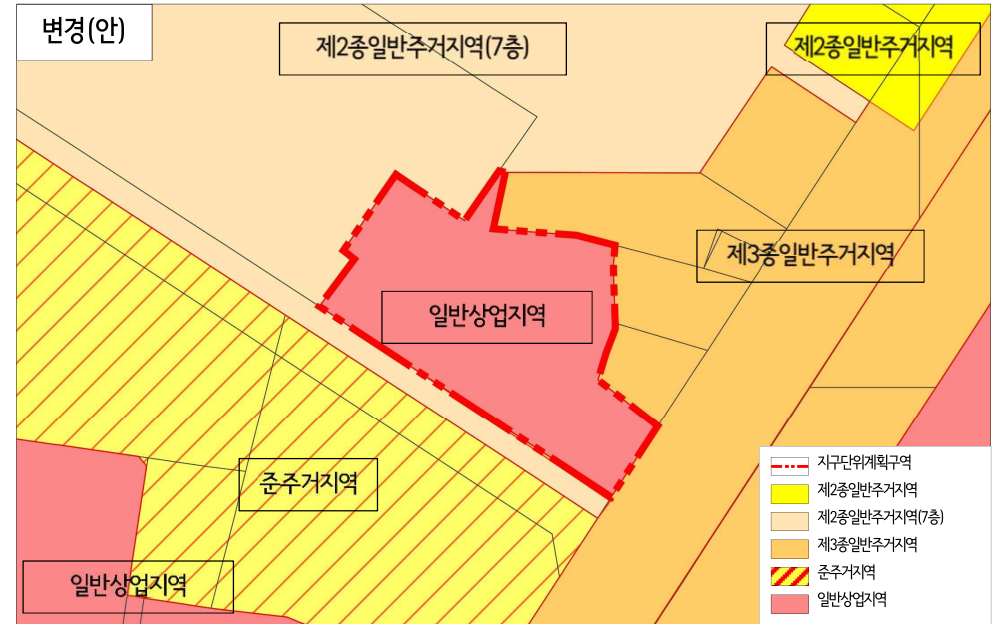 변경(안)
제2종일반주거지역(7층)
제2종일반주거지역
제3종일반주거지역
일반상업지역
준주거지역
일반상업지역
지구단위계획구역
제2종일반주거지역
제2종일반주거지역(7층)
제3종일반주거지역
준주거지역
일반상업지역